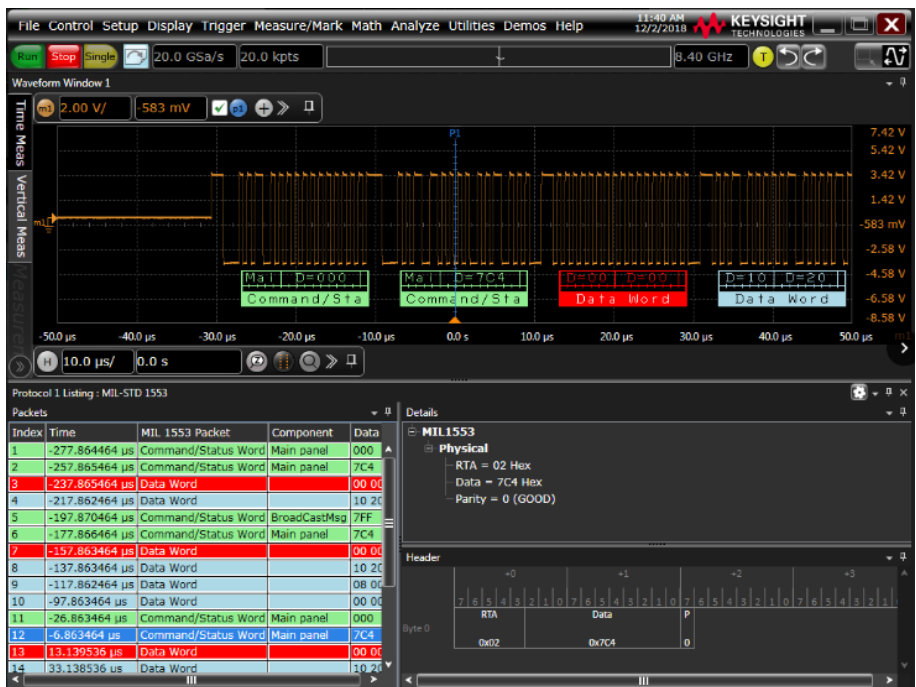 File Control Setup Display Trigger Measure/Mark Math Analyze Utilities Demos Help
11:40 AM
12/2/2018
KEYSIGHT
TECHNOLOGIES
Run Stop Single 20.0 GSa/s 20.0 kpts 8.40 GHz T
Waveform Window 1
m1 2.00 V/ -583 mV p1
Time Meas
Vertical Meas
P1
7.42 V
5.42 V
3.42 V
1.42 V
-583 mV
-2.58 V
-4.58 V
-6.58 V
-8.58 V
m1
Mai D=000 Mai D=7C4 D=00 D=00 D=10 D=20
Command/Sta Command/Sta Data Word Data Word
-50.0 µs -40.0 µs -30.0 µs -20.0 µs -10.0 µs 0.0 s 10.0 µs 20.0 µs 30.0 µs 40.0 µs 50.0 µs m1
H 10.0 µs/ 0.0 s
Protocol 1 Listing : MIL-STD 1553
Packets
Index Time MIL 1553 Packet Component Data
1 -277.864464 µs Command/Status Word Main panel 000
2 -257.865464 µs Command/Status Word Main panel 7C4
3 -237.865464 µs Data Word 00 00
4 -217.862464 µs Data Word 10 20
5 -197.870464 µs Command/Status Word BroadCastMsg 7FF
6 -177.866464 µs Command/Status Word Main panel 7C4
7 -157.863464 µs Data Word 00 00
8 -137.863464 µs Data Word 10 20
9 -117.862464 µs Data Word 08 00
10 -97.863464 µs Data Word 00 00
11 -26.863464 µs Command/Status Word Main panel 000
12 -6.863464 µs Command/Status Word Main panel 7C4
13 13.139536 µs Data Word 00 00
14 33.138536 us Data Word 10 20
Details
MIL1553
Physical
RTA = 02 Hex
Data = 7C4 Hex
Parity = 0 (GOOD)
Header
+0 +1 +2 +3
7 6 5 4 3 2 1 0 7 6 5 4 3 2 1 0 7 6 5 4 3 2 1 0 7 6 5 4 3 2 1
RTA Data P
Byte 0
0x02 0x7C4 0